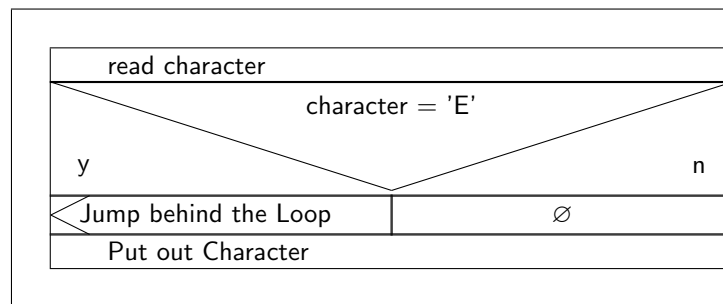 read character
character = 'E'
y
n
Jump behind the Loop
∅
Put out Character